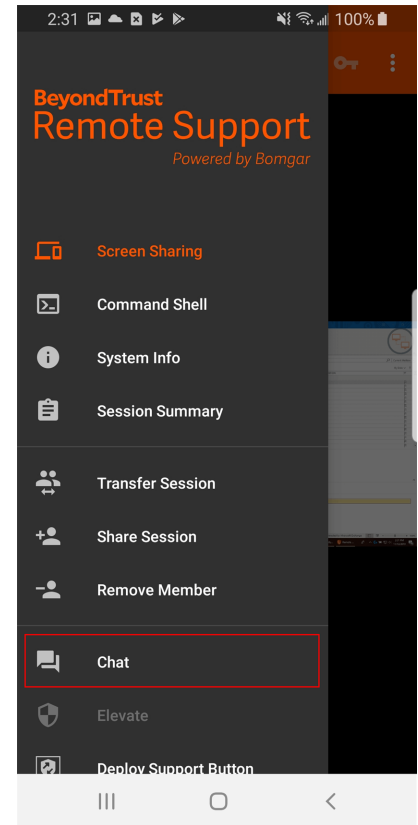 2:31
100%
BeyondTrust
Remote Support
Powered by Bomgar
Screen Sharing
Command Shell
System Info
Session Summary
Transfer Session
Share Session
Remove Member
Chat
Elevate
Deploy Support Button